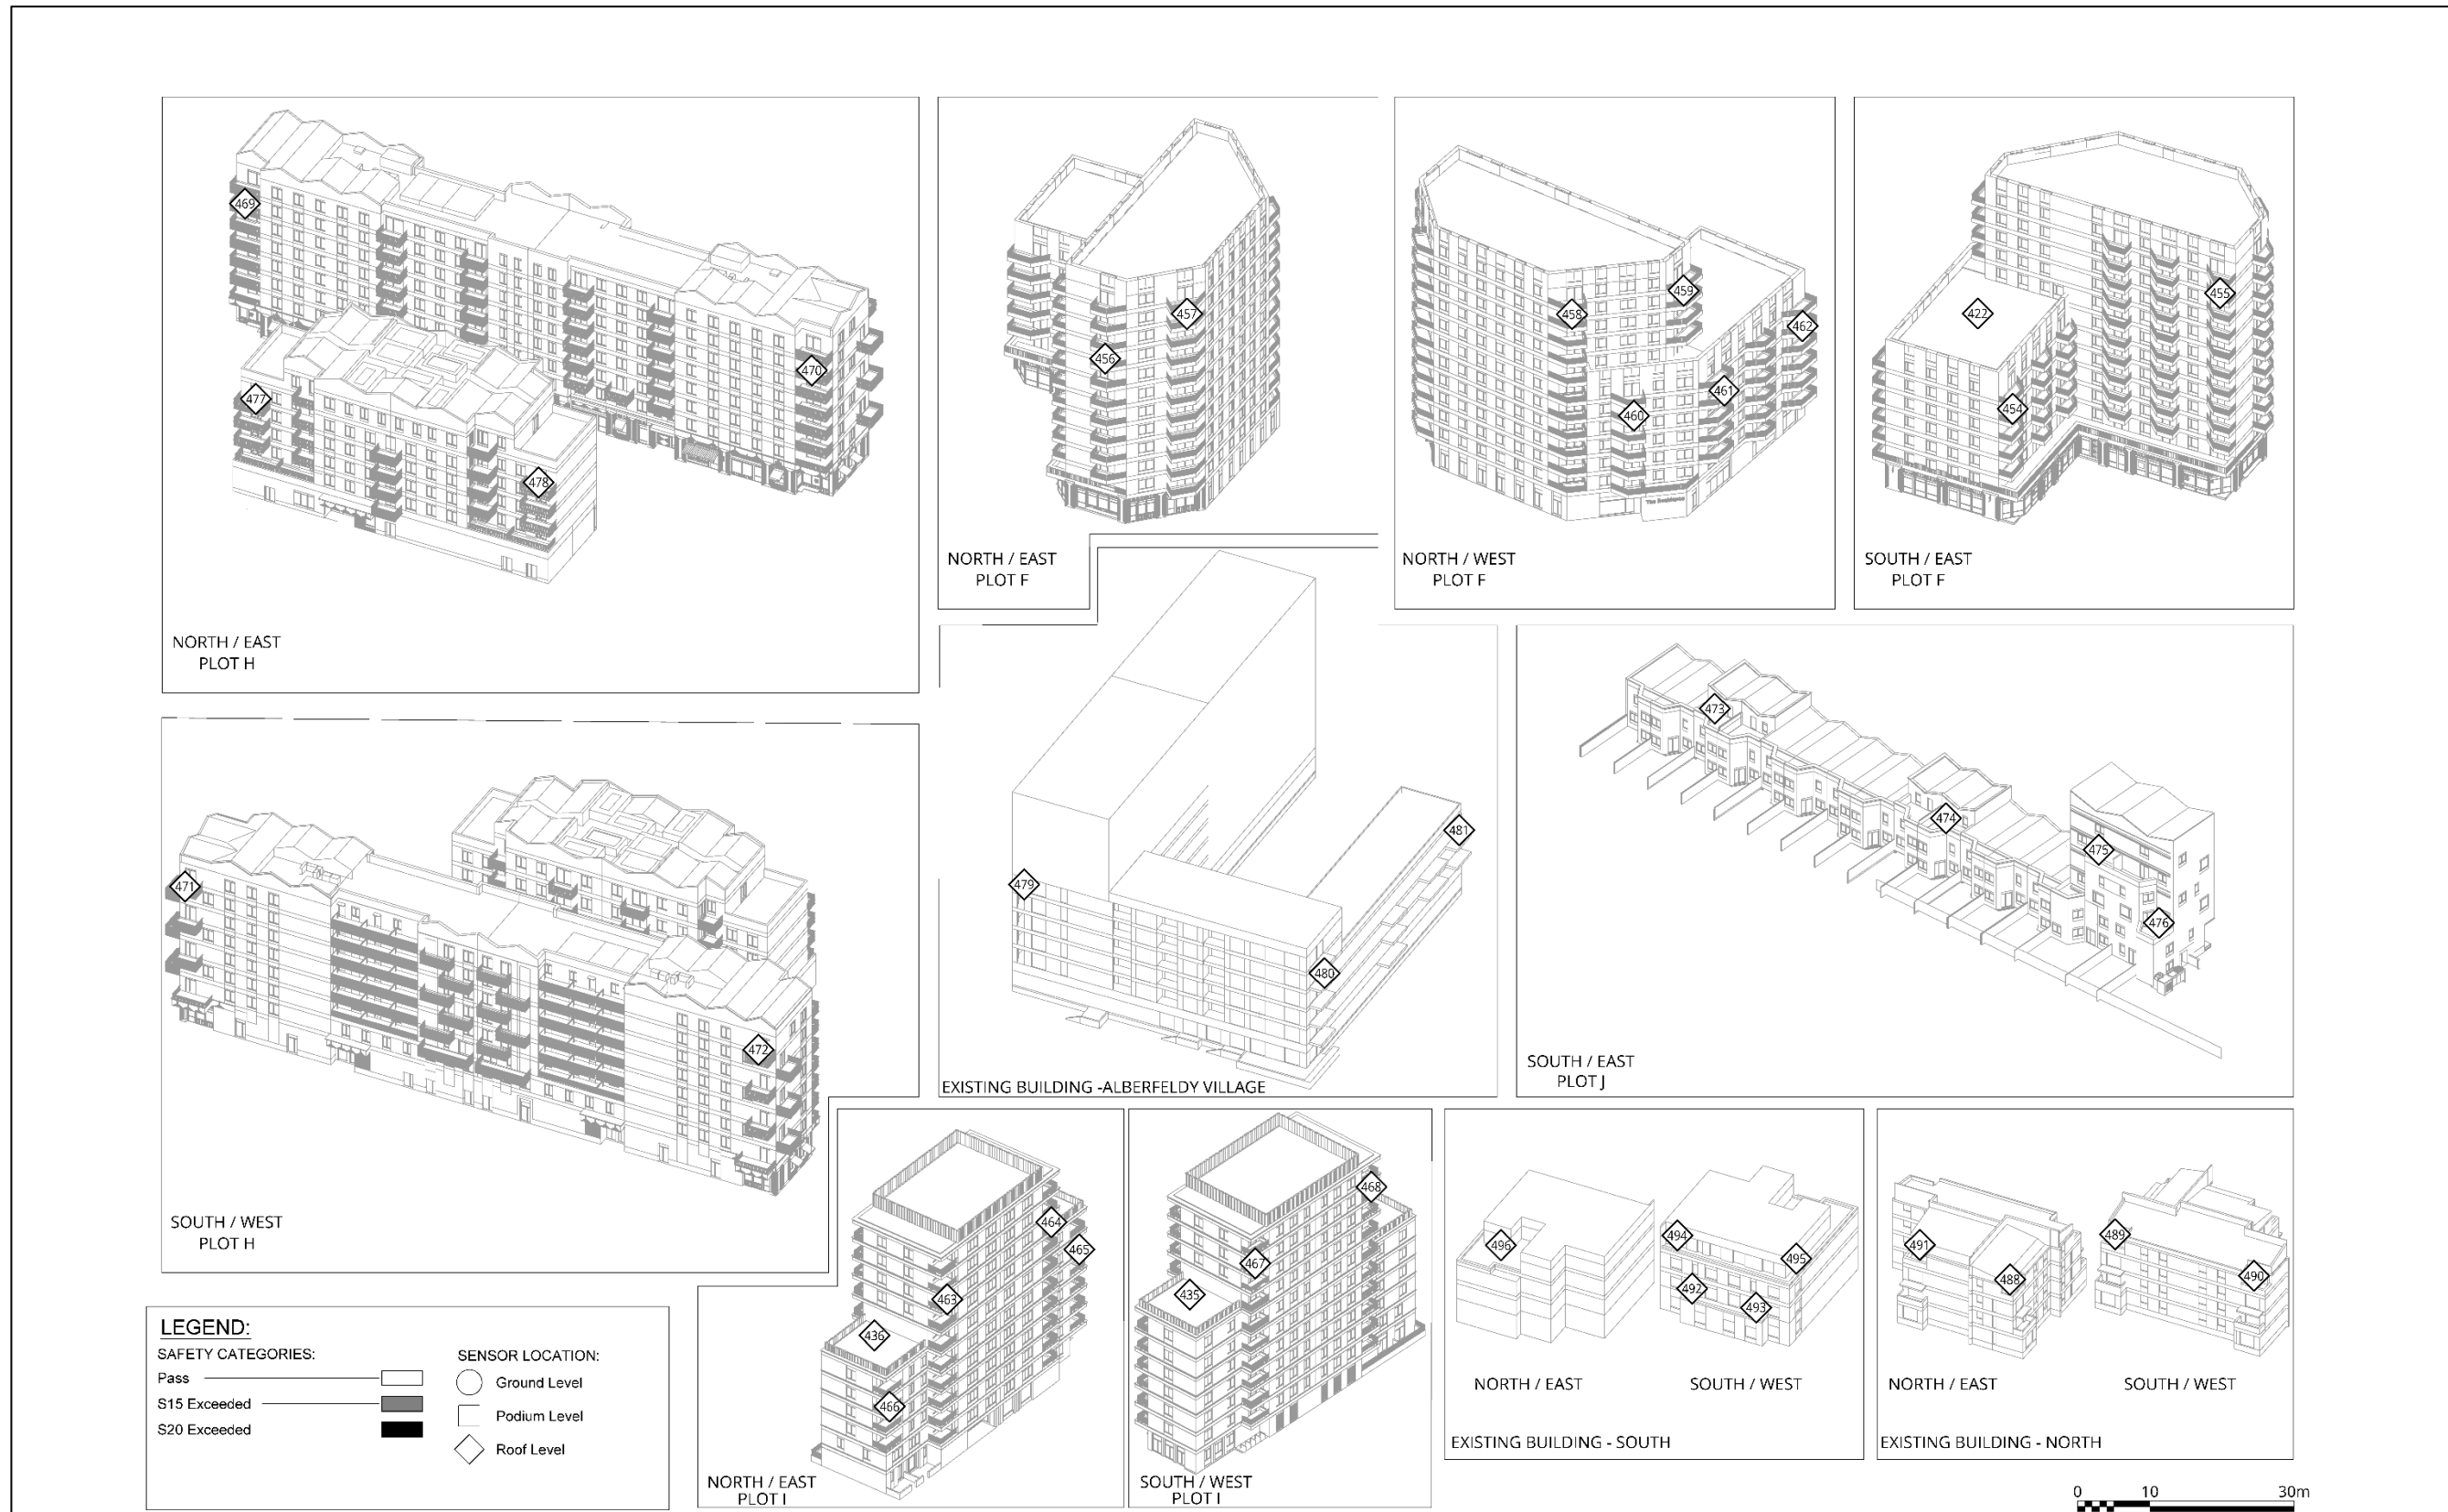 469
470
477
478
NORTH / EAST
PLOT H
457
456
NORTH / EAST
PLOT F
459
458
462
461
460
The Residence
NORTH / WEST
PLOT F
455
422
454
SOUTH / EAST
PLOT F
471
472
SOUTH / WEST
PLOT H
481
479
480
EXISTING BUILDING -ALBERFELDY VILLAGE
473
474
475
476
SOUTH / EAST
PLOT J
464
465
463
436
466
NORTH / EAST
PLOT I
468
467
435
SOUTH / WEST
PLOT I
496
494
495
492
493
NORTH / EAST
SOUTH / WEST
EXISTING BUILDING - SOUTH
491
488
489
490
NORTH / EAST
SOUTH / WEST
EXISTING BUILDING - NORTH
LEGEND:
SAFETY CATEGORIES:
Pass
S15 Exceeded
S20 Exceeded
SENSOR LOCATION:
Ground Level
Podium Level
Roof Level
0 10 30m